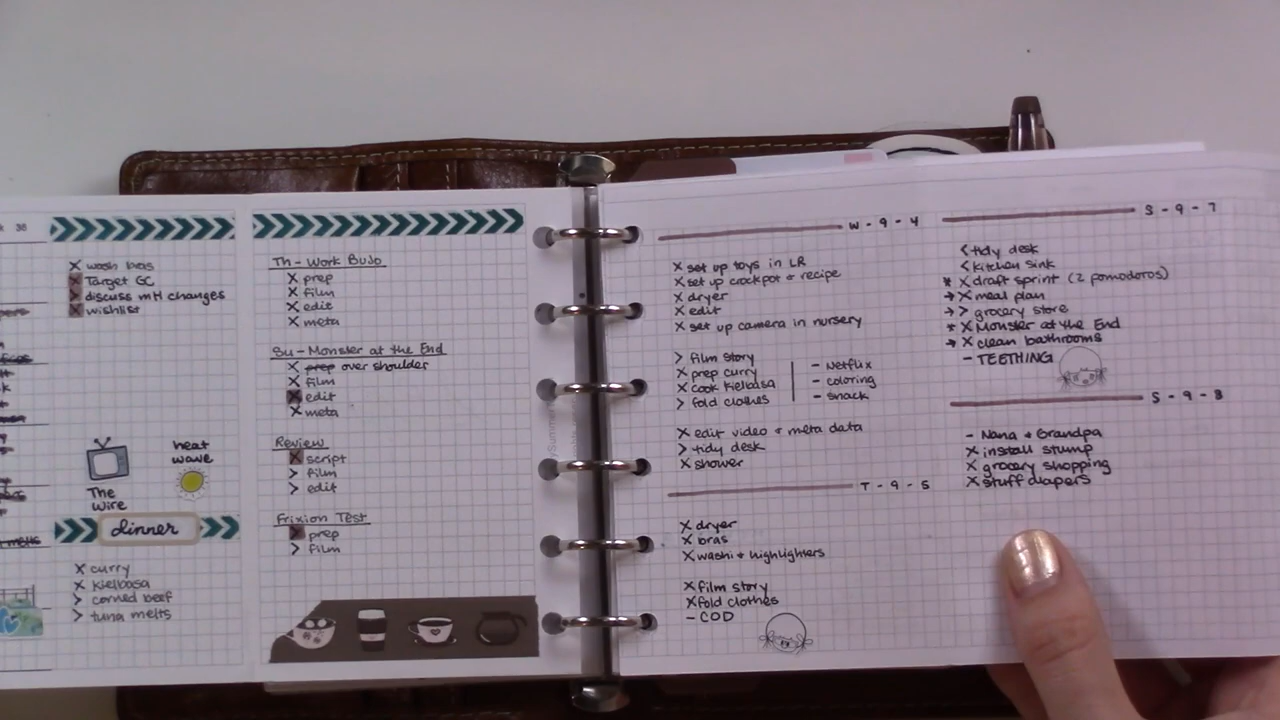 36
X wash bras
X Target GC
> discuss MH changes
X wishlist
The
Wire
heat
wave
dinner
X curry
X kielbasa
> corned beef
> tuna melts
Th - Work BuJo
X prep
X film
X edit
X meta
Su - Monster at the End
X prep over shoulder
X film
X edit
X meta
Review
X script
> film
> edit
Frixion Test
> prep
> film
W - 9 - 4
X set up toys in LR
X set up crockpot & recipe
X dryer
X edit
X set up camera in nursery
> film story
X prep curry
X cook kielbasa
> fold clothes
- Netflix
- coloring
- snack
X edit video & meta data
> tidy desk
X shower
T - 9 - 5
X dryer
X bras
X washi & highlighters
X film story
X fold clothes
- COD
S - 9 - 7
< tidy desk
< kitchen sink
* X draft sprint (2 pomodoros)
→ X meal plan
→ > grocery store
* X Monster at the End
→ X clean bathrooms
- TEETHING
S - 9 - 8
- Nana & Grandpa
X install stump
X grocery shopping
X stuff diapers